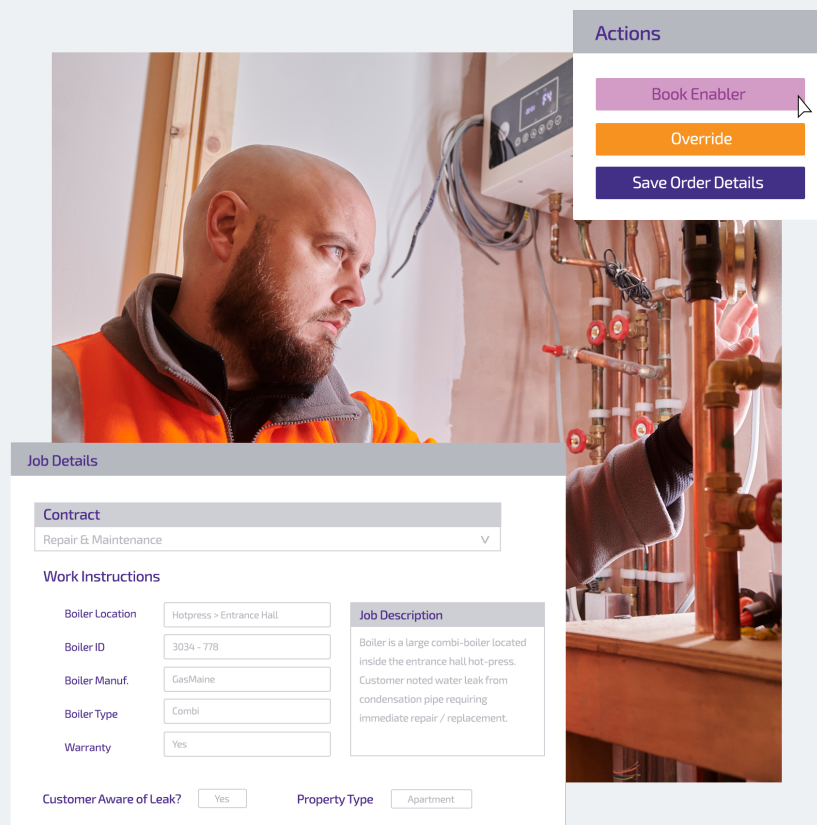 Actions
Book Enabler
Override
Save Order Details
Job Details
Contract
Repair & Maintenance V
Work Instructions
Boiler Location Hotpress > Entrance Hall
Boiler ID 3034 - 778
Boiler Manuf. GasMaine
Boiler Type Combi
Warranty Yes
Job Description
Boiler is a large combi-boiler located
inside the entrance hall hot-press.
Customer noted water leak from
condensation pipe requiring
immediate repair / replacement.
Customer Aware of Leak? Yes Property Type Apartment